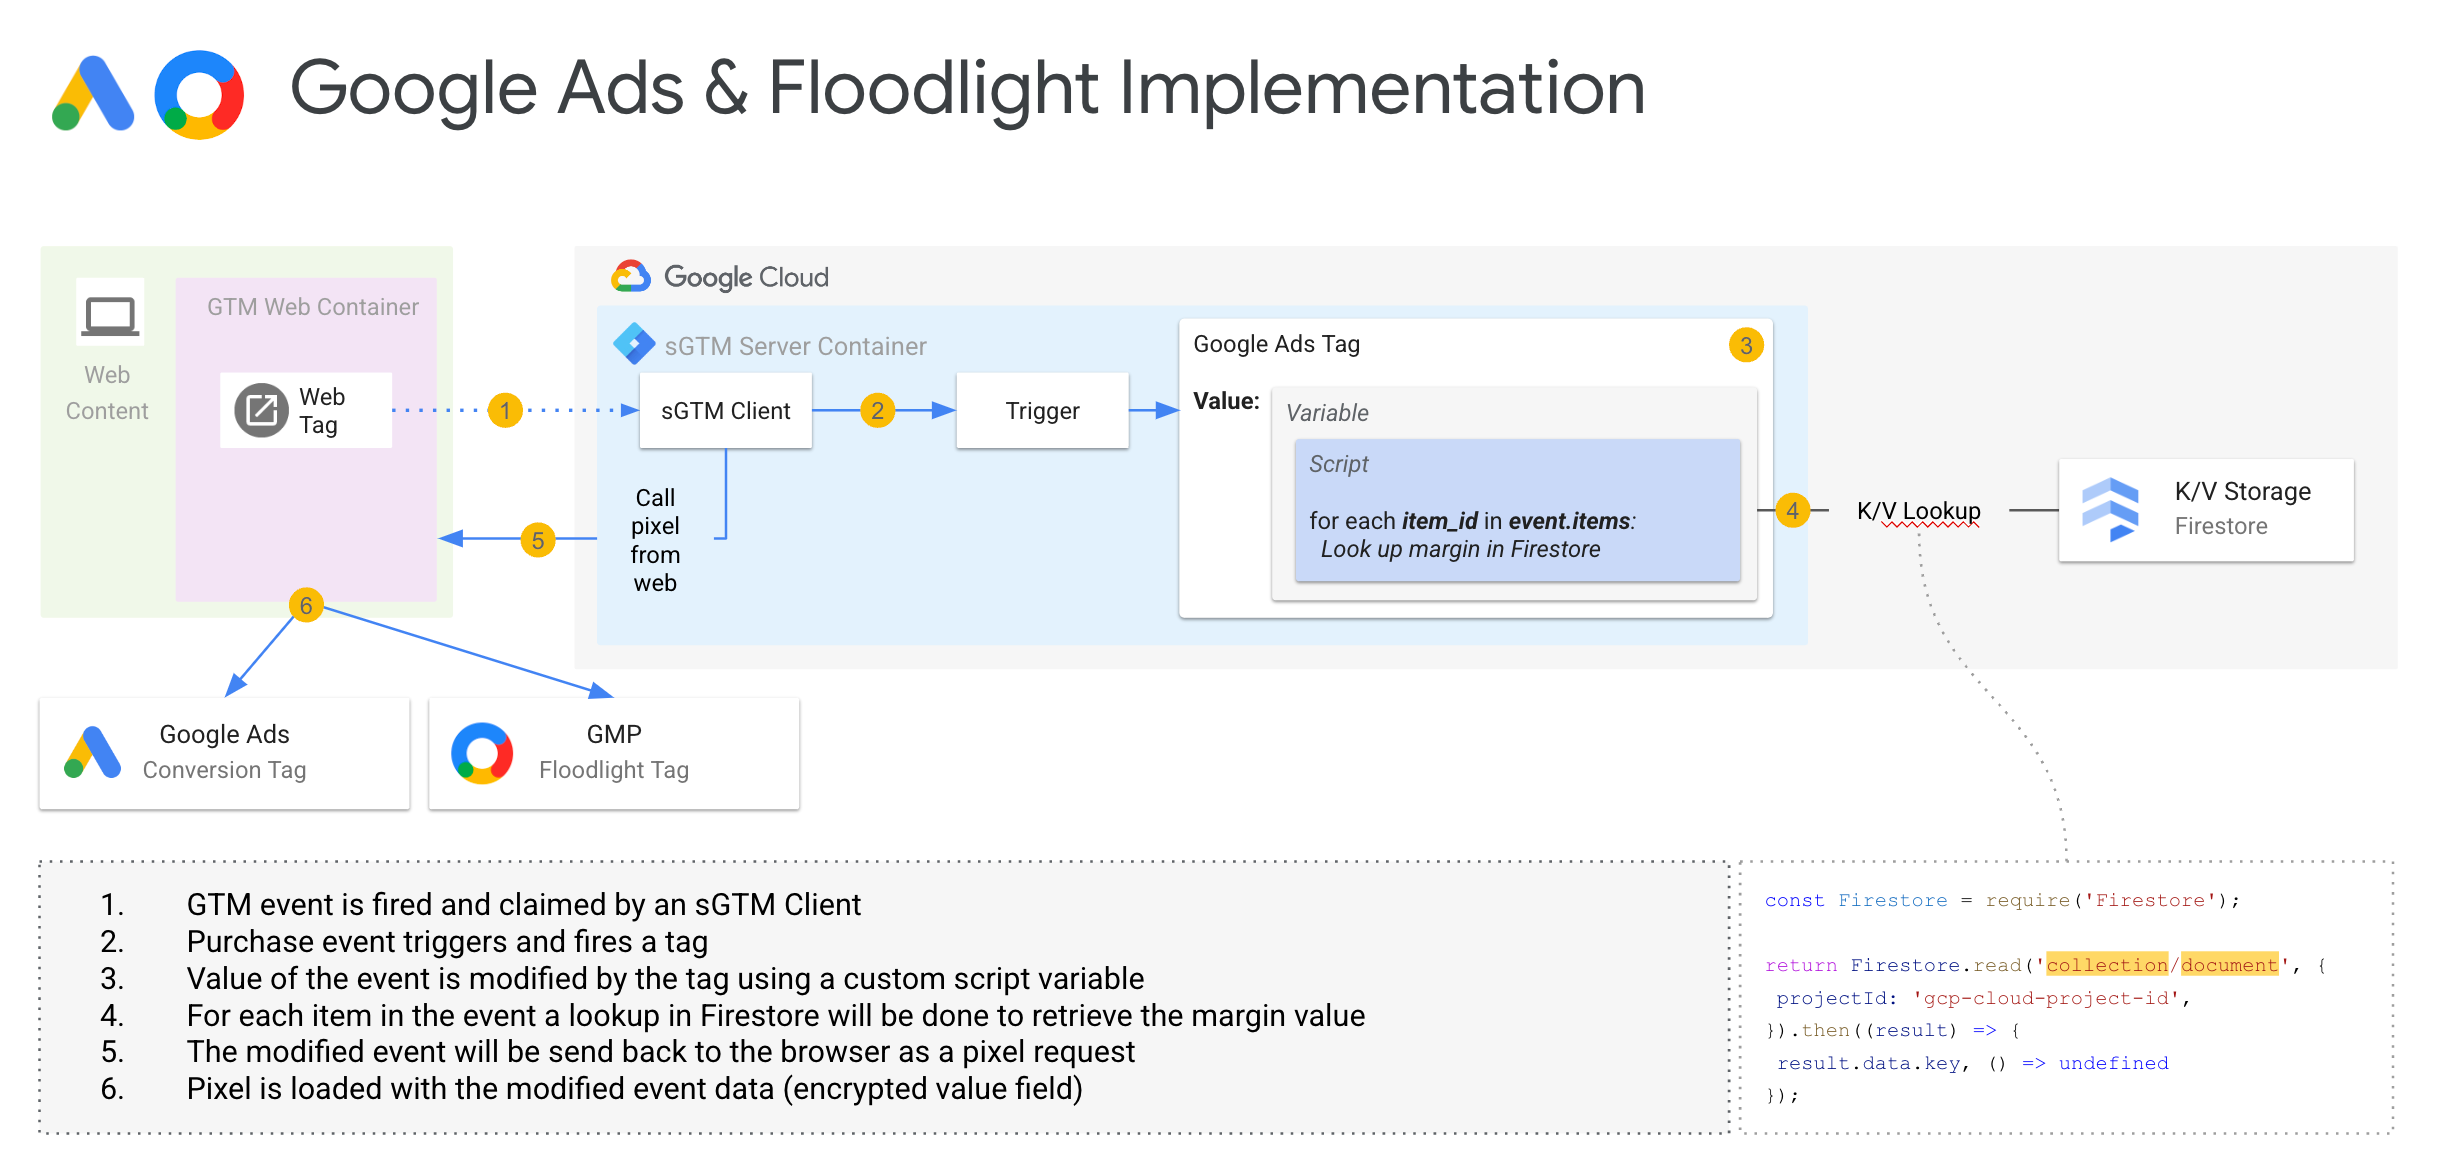 Google Ads & Floodlight Implementation
Web
Content
GTM Web Container
Web
Tag
1
Google Cloud
sGTM Server Container
sGTM Client
2
Trigger
Call
pixel
from
web
5
6
Google Ads Tag
3
Value:
Variable
Script
for each item_id in event.items:
Look up margin in Firestore
4
K/V Lookup
K/V Storage
Firestore
Google Ads
Conversion Tag
GMP
Floodlight Tag
1. GTM event is fired and claimed by an sGTM Client
2. Purchase event triggers and fires a tag
3. Value of the event is modified by the tag using a custom script variable
4. For each item in the event a lookup in Firestore will be done to retrieve the margin value
5. The modified event will be send back to the browser as a pixel request
6. Pixel is loaded with the modified event data (encrypted value field)
const Firestore = require('Firestore');
return Firestore.read('collection/document', {
projectId: 'gcp-cloud-project-id',
}).then((result) => {
result.data.key, () => undefined
});